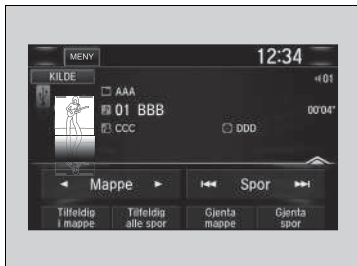 MENY
12:34
KILDE
01
AAA
01 BBB
00'04"
CCC
DDD
Mappe
Spor
Tilfeldig i mappe
Tilfeldig alle spor
Gjenta mappe
Gjenta spor